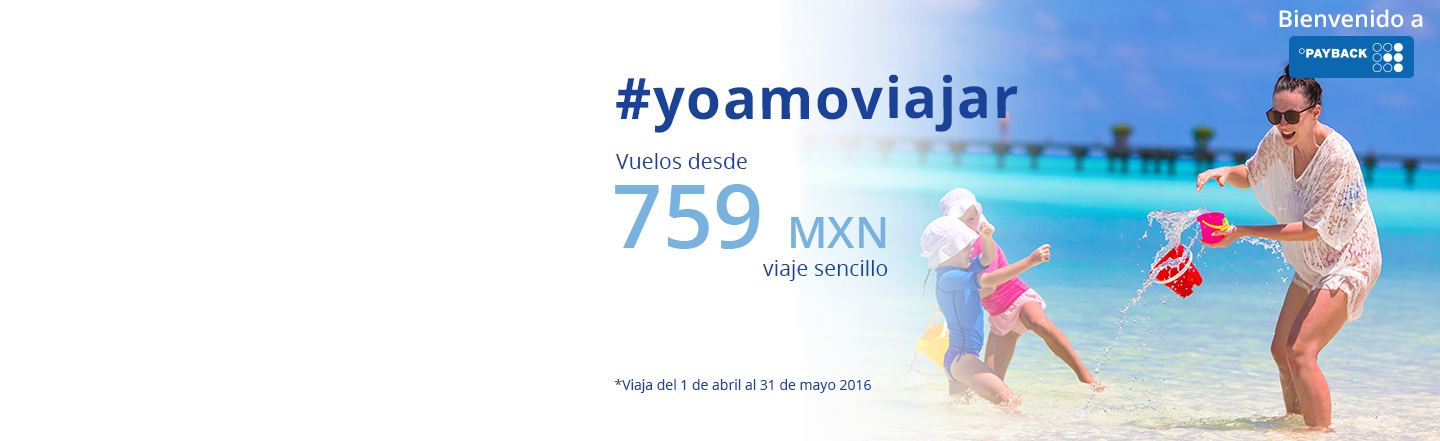 Bienvenido a
PAYBACK
#yoamoviajar
Vuelos desde
759 MXN
viaje sencillo
*Viaja del 1 de abril al 31 de mayo 2016